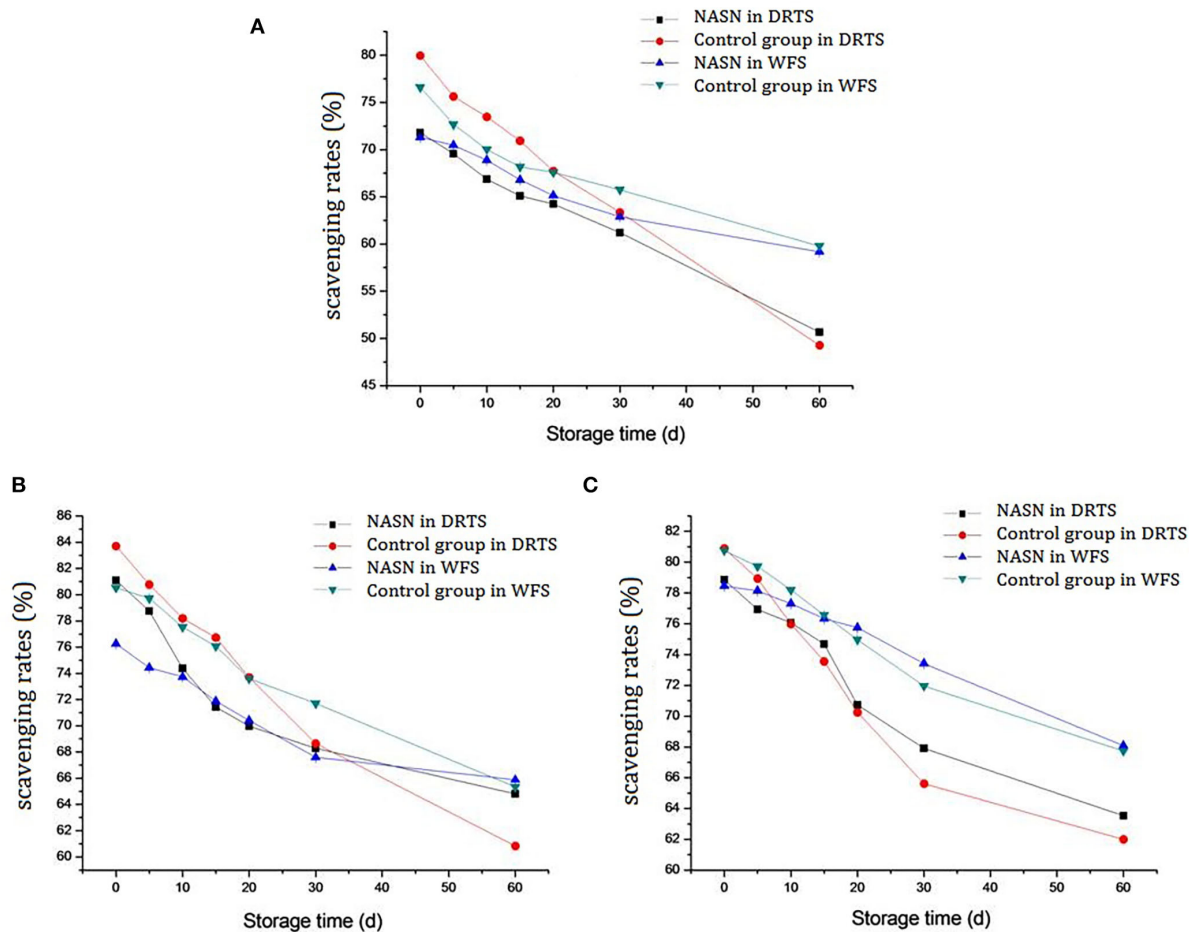 A
NASN in DRTS
Control group in DRTS
NASN in WFS
Control group in WFS
80
75
70
65
60
55
50
45
scavenging rates (%)
0 10 20 30 40 50 60
Storage time (d)
B
NASN in DRTS
Control group in DRTS
NASN in WFS
Control group in WFS
86
84
82
80
78
76
74
72
70
68
66
64
62
60
scavenging rates (%)
0 10 20 30 40 50 60
Storage time (d)
C
NASN in DRTS
Control group in DRTS
NASN in WFS
Control group in WFS
82
80
78
76
74
72
70
68
66
64
62
60
scavenging rates (%)
0 10 20 30 40 50 60
Storage time (d)